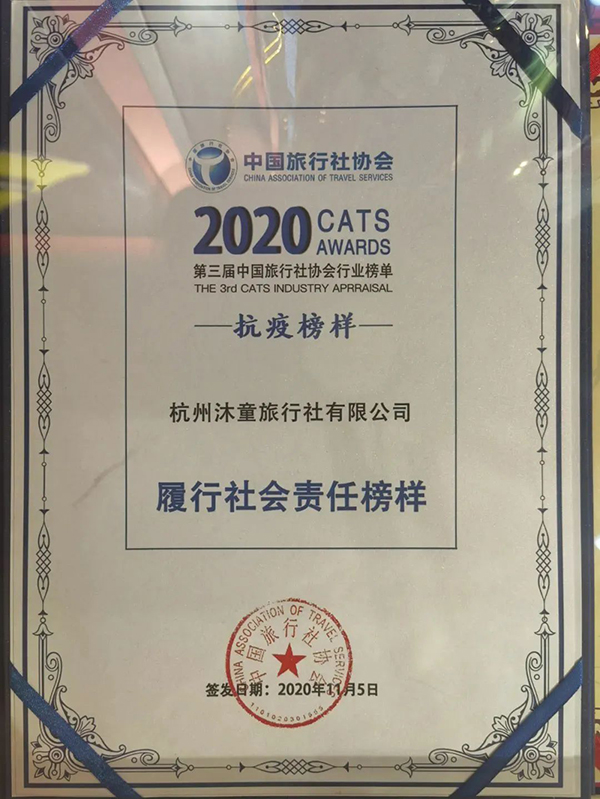 中国旅行社协会
CHINA ASSOCIATION OF TRAVEL SERVICES
2020 CATS AWARDS
第三届中国旅行社协会行业榜单
THE 3rd CATS INDUSTRY APRRAISAL
抗疫榜样
杭州沐童旅行社有限公司
履行社会责任榜样
CHINA ASSOCIATION OF TRAVEL SERVICES
中国旅行社协会
签发日期：2020年11月5日